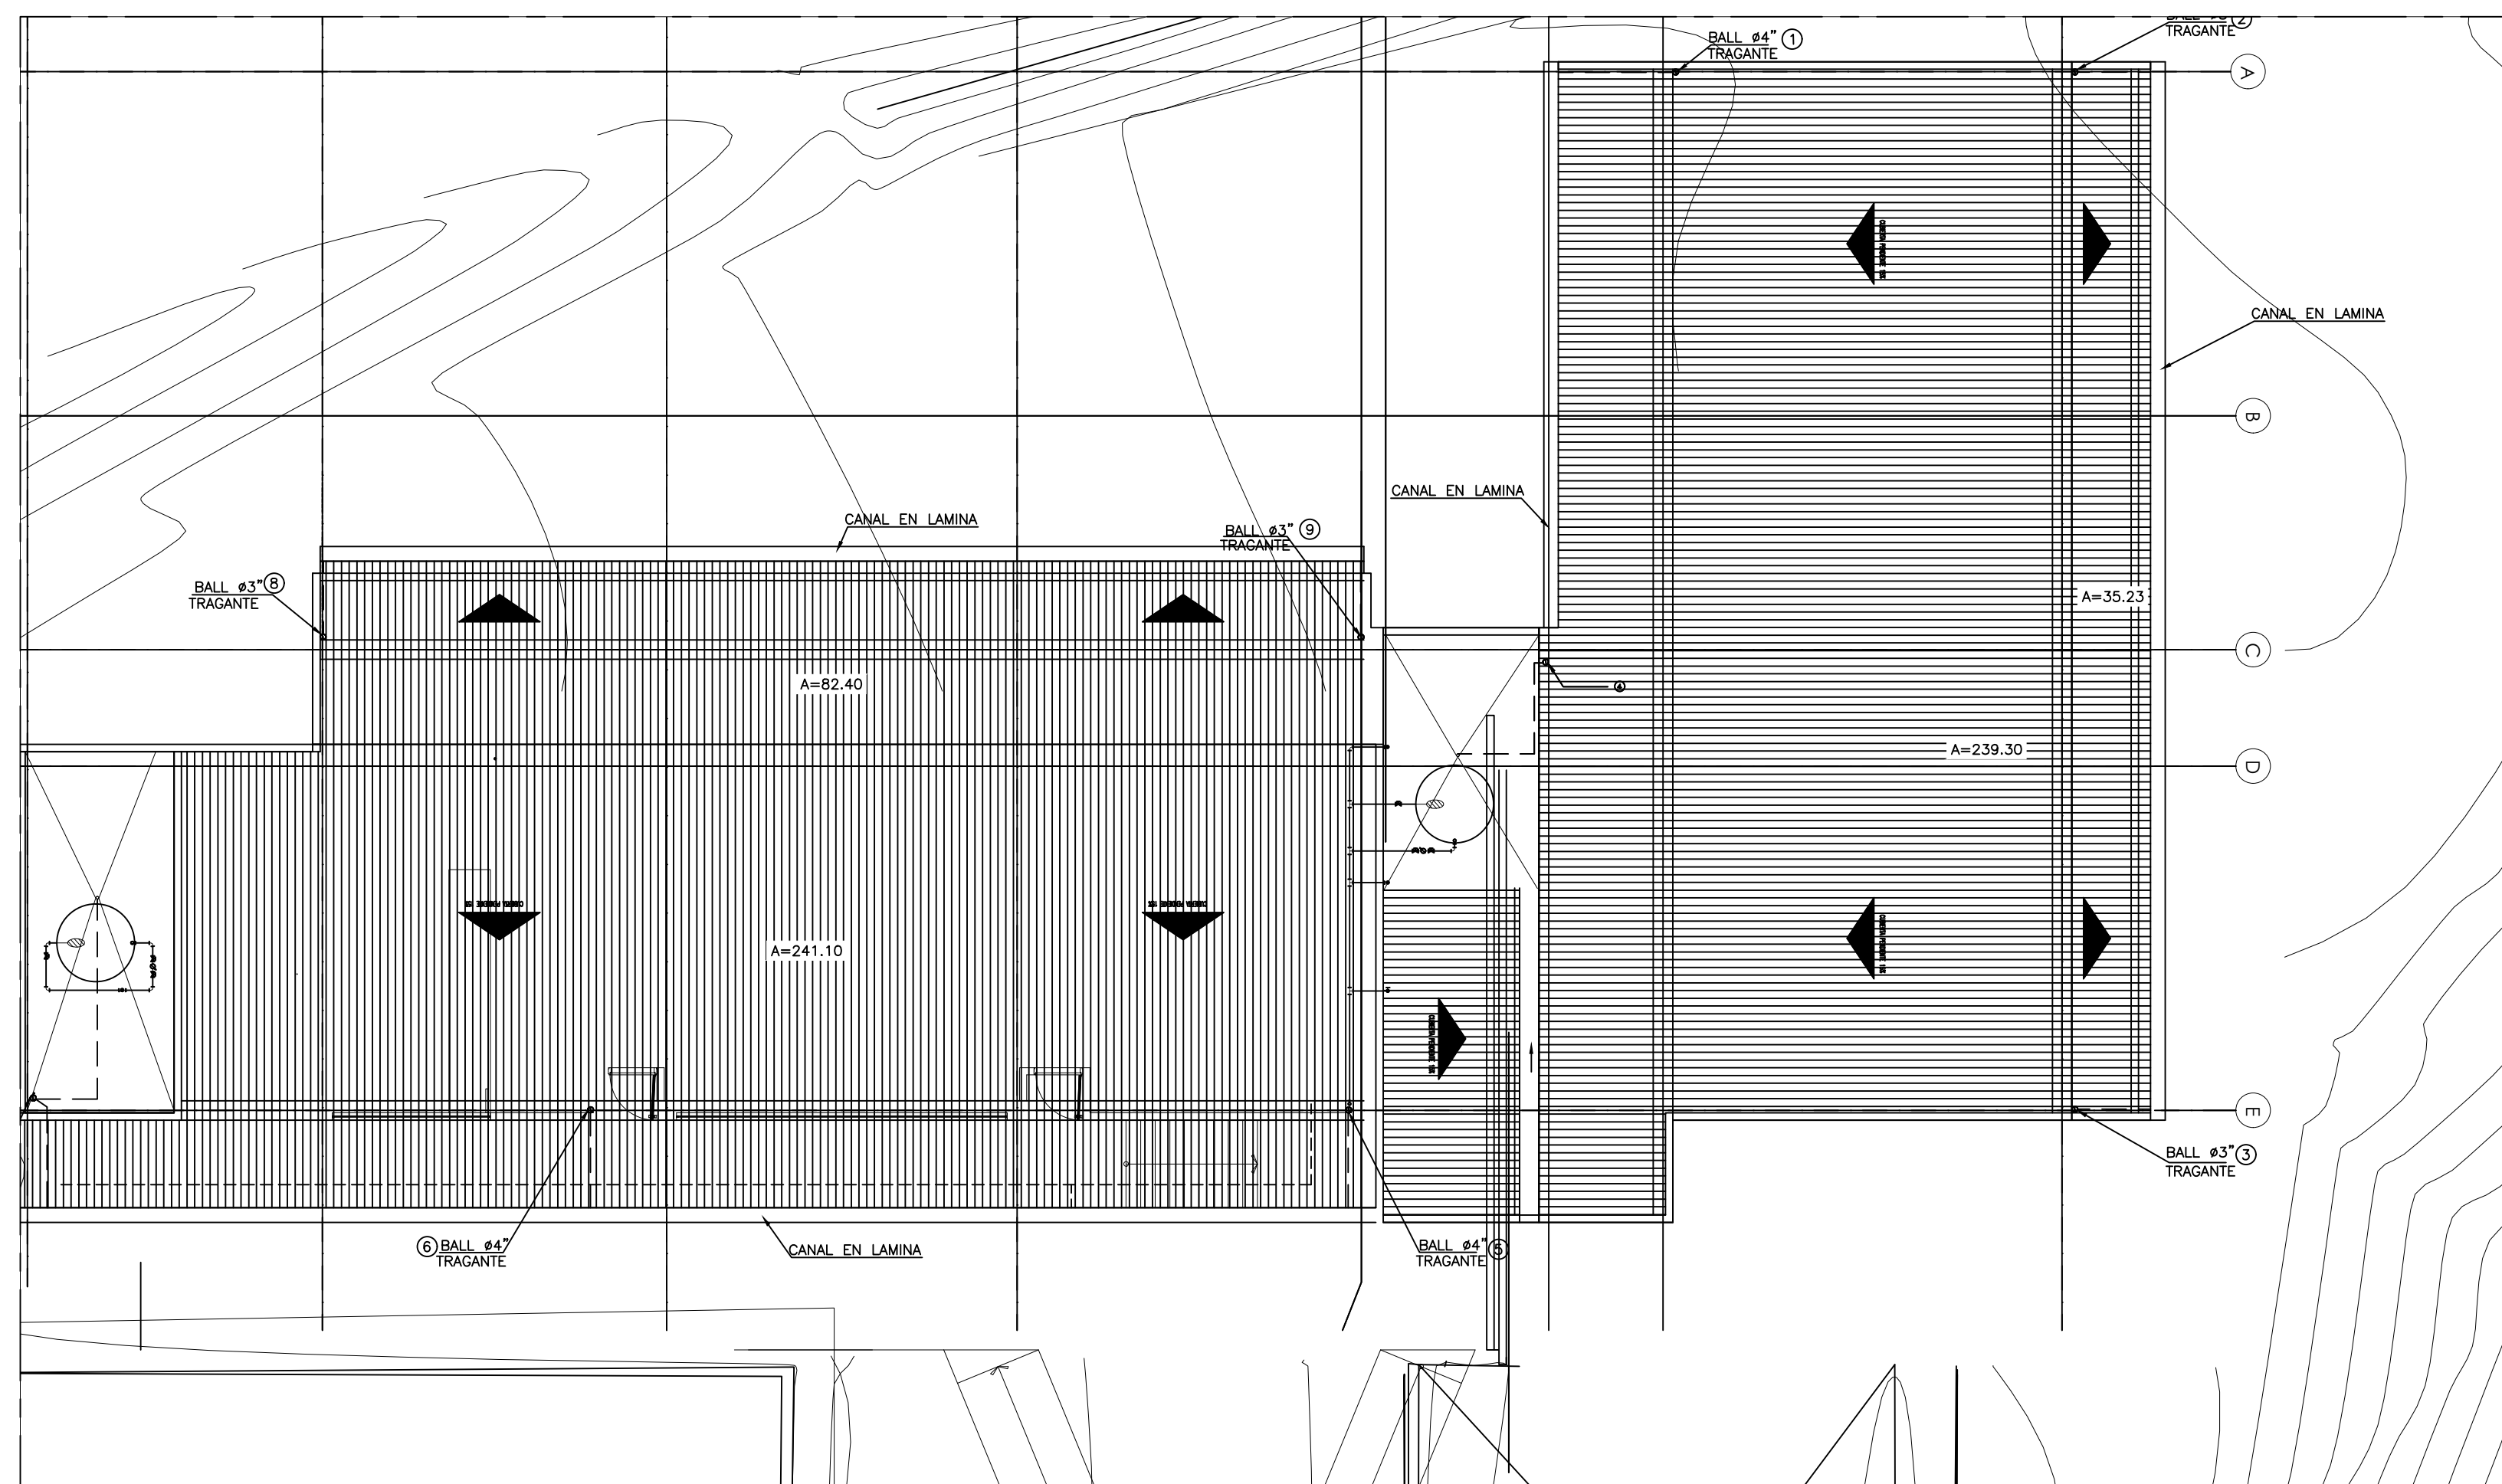 BALL ø4" 1
TRAGANTE
2
TRAGANTE
A
CANAL EN LAMINA
B
CANAL EN LAMINA
CANAL EN LAMINA
BALL ø3" 9
TRAGANTE
BALL ø3" 8
TRAGANTE
A=35.23
C
A=82.40
4
A=239.30
D
A=241.10
E
BALL ø3" 3
TRAGANTE
6 BALL ø4"
TRAGANTE
CANAL EN LAMINA
BALL ø4" 5
TRAGANTE